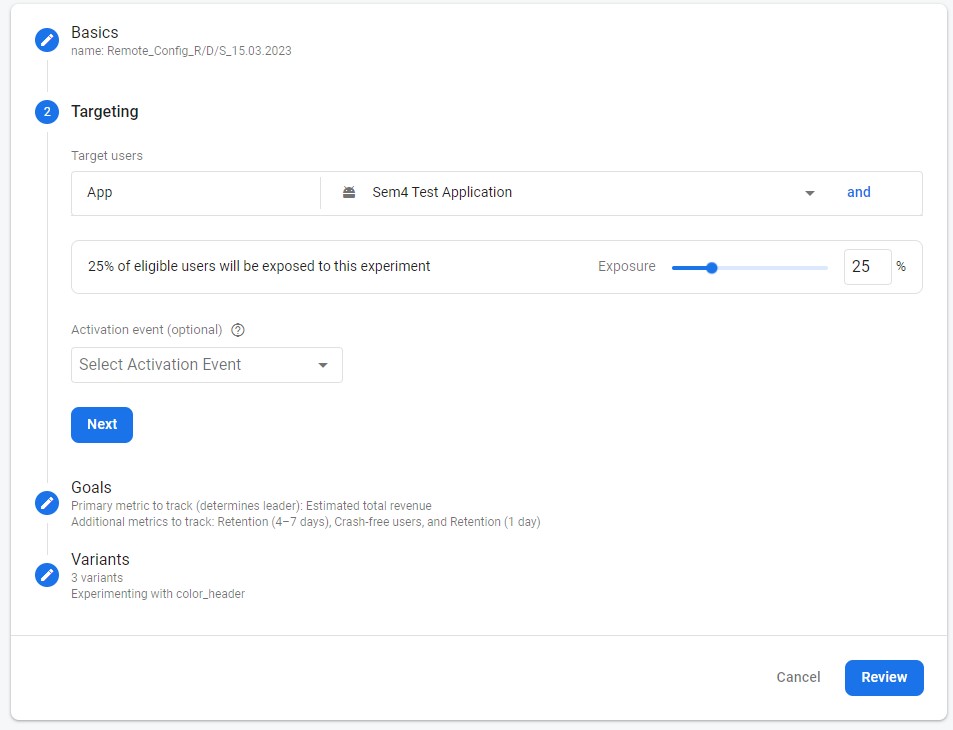 Basics
name: Remote_Config_R/D/S_15.03.2023
2 Targeting
Target users
App Sem4 Test Application and
25% of eligible users will be exposed to this experiment Exposure 25 %
Activation event (optional) ?
Select Activation Event
Next
Goals
Primary metric to track (determines leader): Estimated total revenue
Additional metrics to track: Retention (4–7 days), Crash-free users, and Retention (1 day)
Variants
3 variants
Experimenting with color_header
Cancel Review